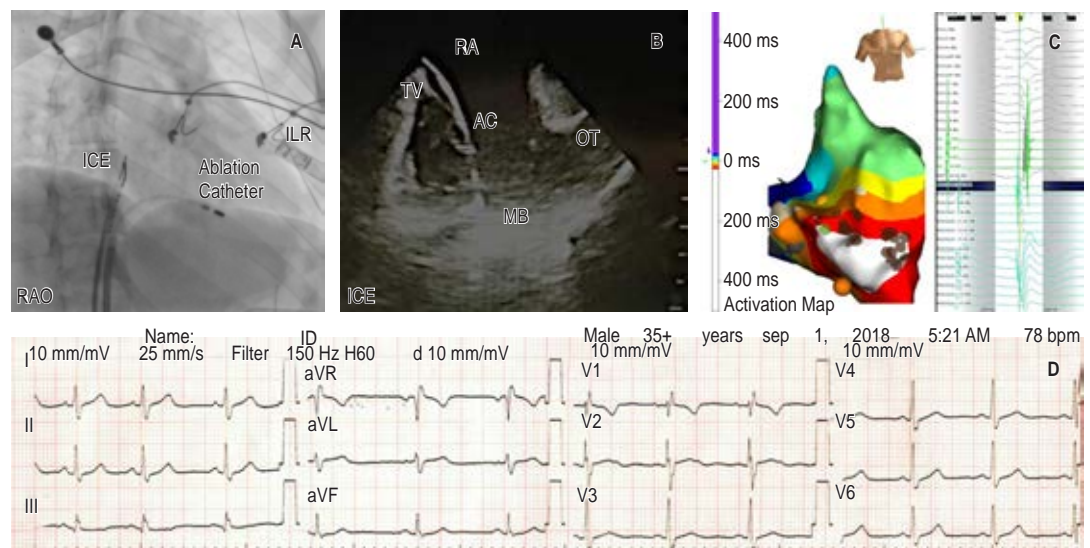 A
ILR
ICE
Ablation
Catheter
RAO
B
RA
TV
AC
OT
MB
ICE
C
400 ms
200 ms
0 ms
200 ms
400 ms
Activation Map
Name:
ID
Male 35+ years sep 1, 2018 5:21 AM 78 bpm
10 mm/mV 25 mm/s Filter 150 Hz H60 d 10 mm/mV 10 mm/mV 10 mm/mV
D
I
aVR
V1
V4
II
aVL
V2
V5
III
aVF
V3
V6